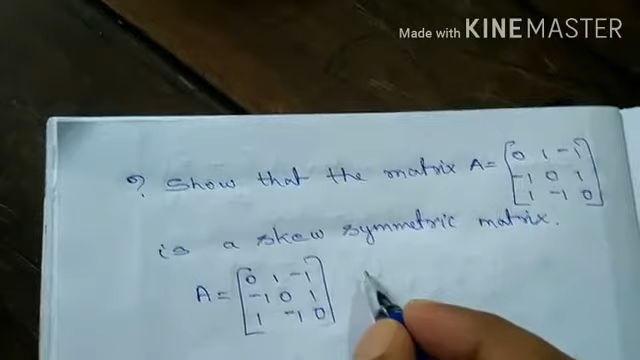 Made with KINEMASTER
? Show that the matrix A = [0 1 -1
-1 0 1
1 -1 0]
is a skew symmetric matrix.
A = [0 1 -1
-1 0 1
1 -1 0]